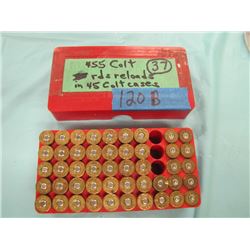 455 Colt 37
rds reloads
in 45 Colt cases
120 B